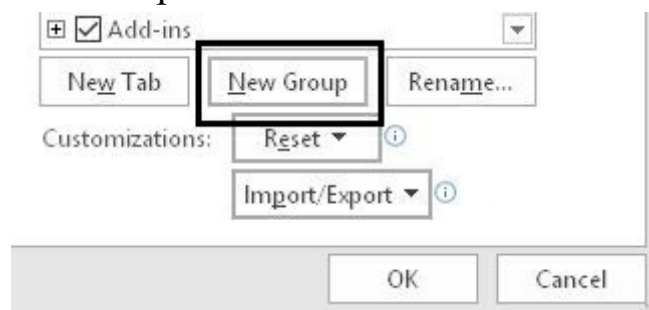 Add-ins
New Tab New Group Rename...
Customizations: Reset
Import/Export
OK Cancel